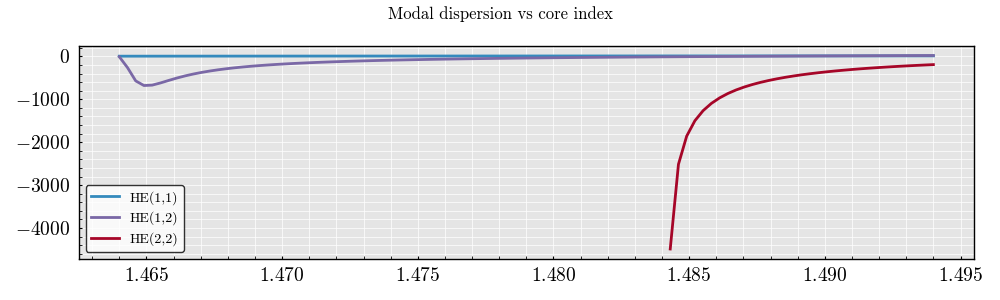 Modal dispersion vs core index
0
−1000
−2000
−3000
−4000
HE(1,1)
HE(1,2)
HE(2,2)
1.465 1.470 1.475 1.480 1.485 1.490 1.495